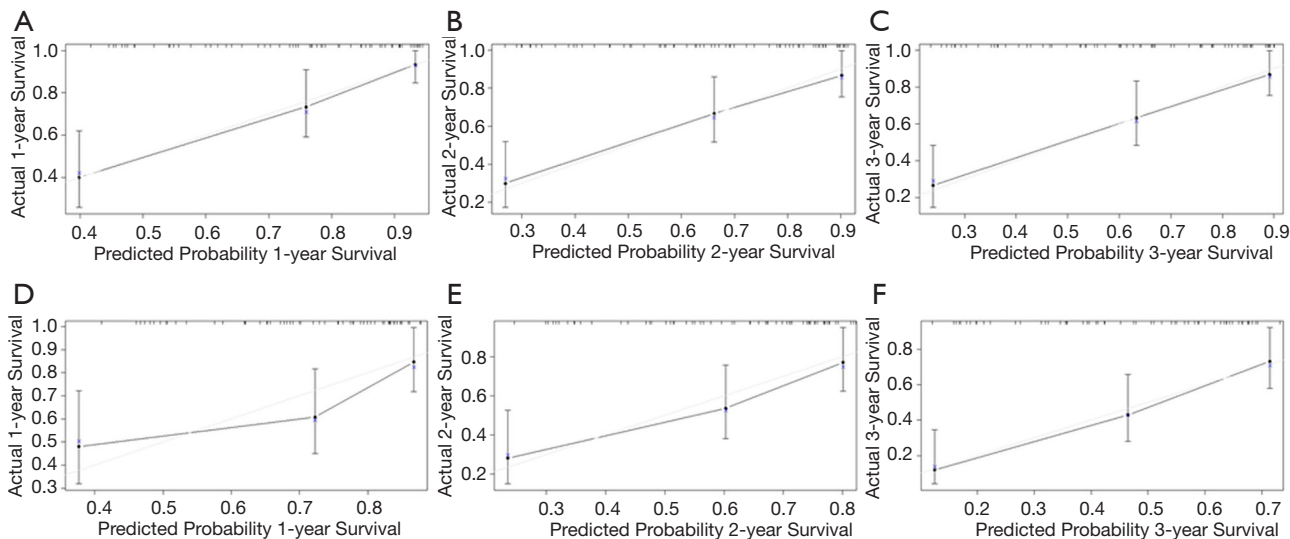 A
Actual 1-year Survival
1.0
0.8
0.6
0.4
0.4 0.5 0.6 0.7 0.8 0.9
Predicted Probability 1-year Survival
B
Actual 2-year Survival
1.0
0.8
0.6
0.4
0.2
0.3 0.4 0.5 0.6 0.7 0.8 0.9
Predicted Probability 2-year Survival
C
Actual 3-year Survival
1.0
0.8
0.6
0.4
0.2
0.3 0.4 0.5 0.6 0.7 0.8 0.9
Predicted Probability 3-year Survival
D
Actual 1-year Survival
1.0
0.9
0.8
0.7
0.6
0.5
0.4
0.3
0.4 0.5 0.6 0.7 0.8
Predicted Probability 1-year Survival
E
Actual 2-year Survival
0.8
0.6
0.4
0.2
0.3 0.4 0.5 0.6 0.7 0.8
Predicted Probability 2-year Survival
F
Actual 3-year Survival
0.8
0.6
0.4
0.2
0.2 0.3 0.4 0.5 0.6 0.7
Predicted Probability 3-year Survival